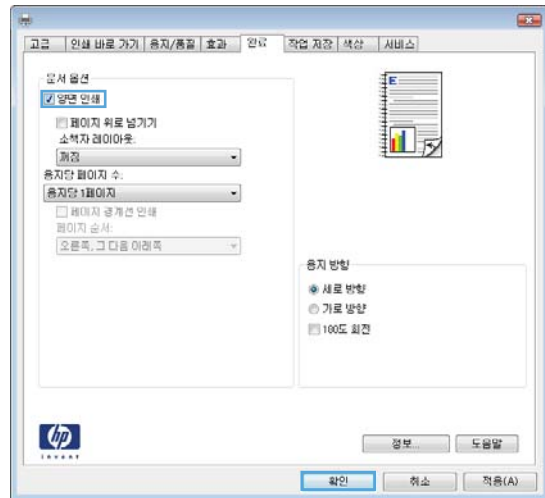 고급 인쇄 바로 가기 용지/품질 효과 완료 작업 저장 색상 서비스
문서 옵션
양면 인쇄
페이지 위로 넘기기
소책자 레이아웃:
꺼짐
용지당 페이지 수:
용지당 1페이지
페이지 경계선 인쇄
페이지 순서:
오른쪽, 그 다음 아래쪽
E
용지 방향
세로 방향
가로 방향
180도 회전
hp
invent
정보... 도움말
확인 취소 적용(A)